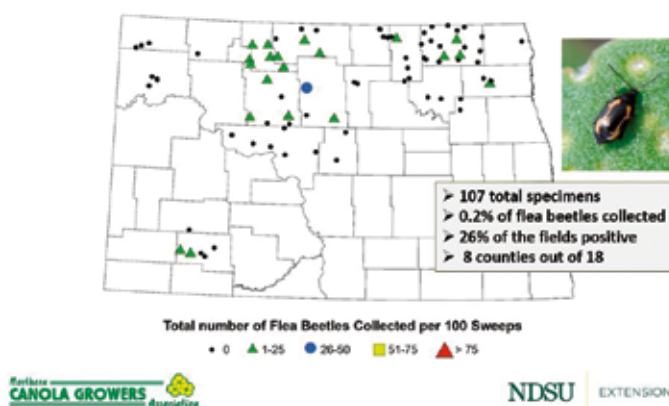 ➢ 107 total specimens
➢ 0.2% of flea beetles collected
➢ 26% of the fields positive
➢ 8 counties out of 18
Total number of Flea Beetles Collected per 100 Sweeps
0 1-25 26-50 51-75 > 75
Northern
CANOLA GROWERS
Association
NDSU EXTENSION